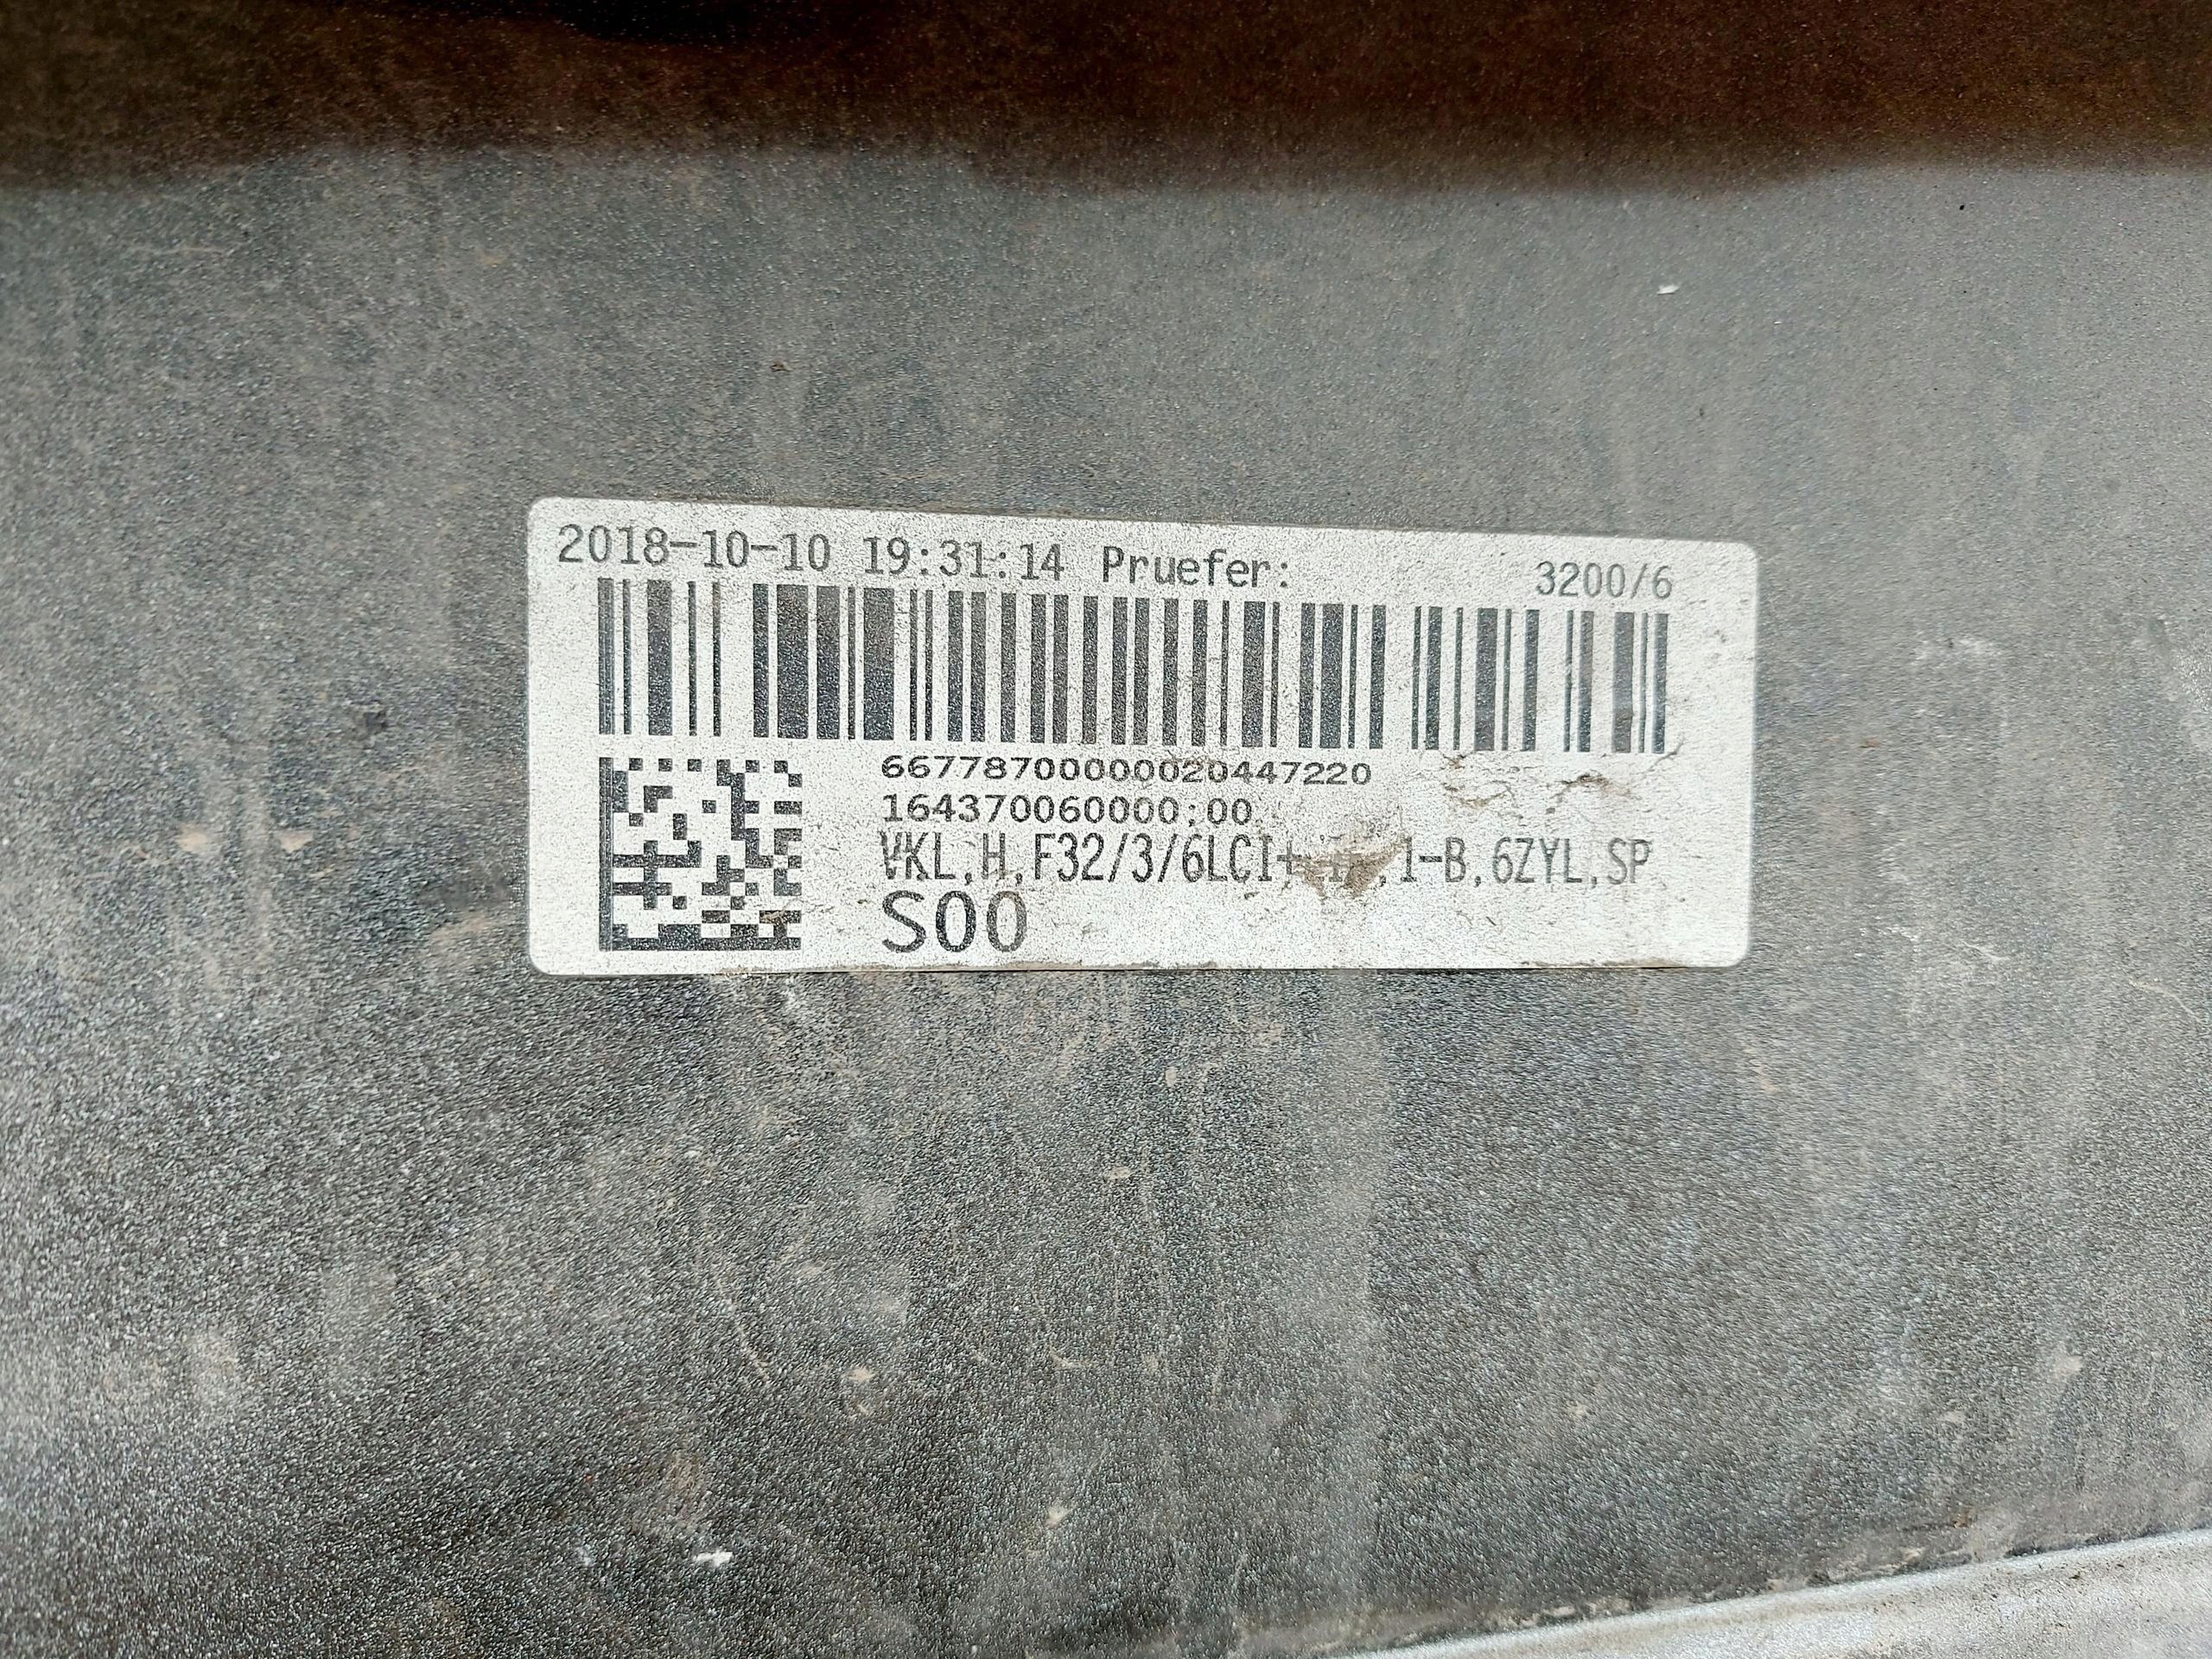 2018-10-10 19:31:14 Pruefer: 3200/6
66778700000020447220
164370060000;00
VKL,H,F32/3/6LCI+ ,1-B,6ZYL,SP
S00